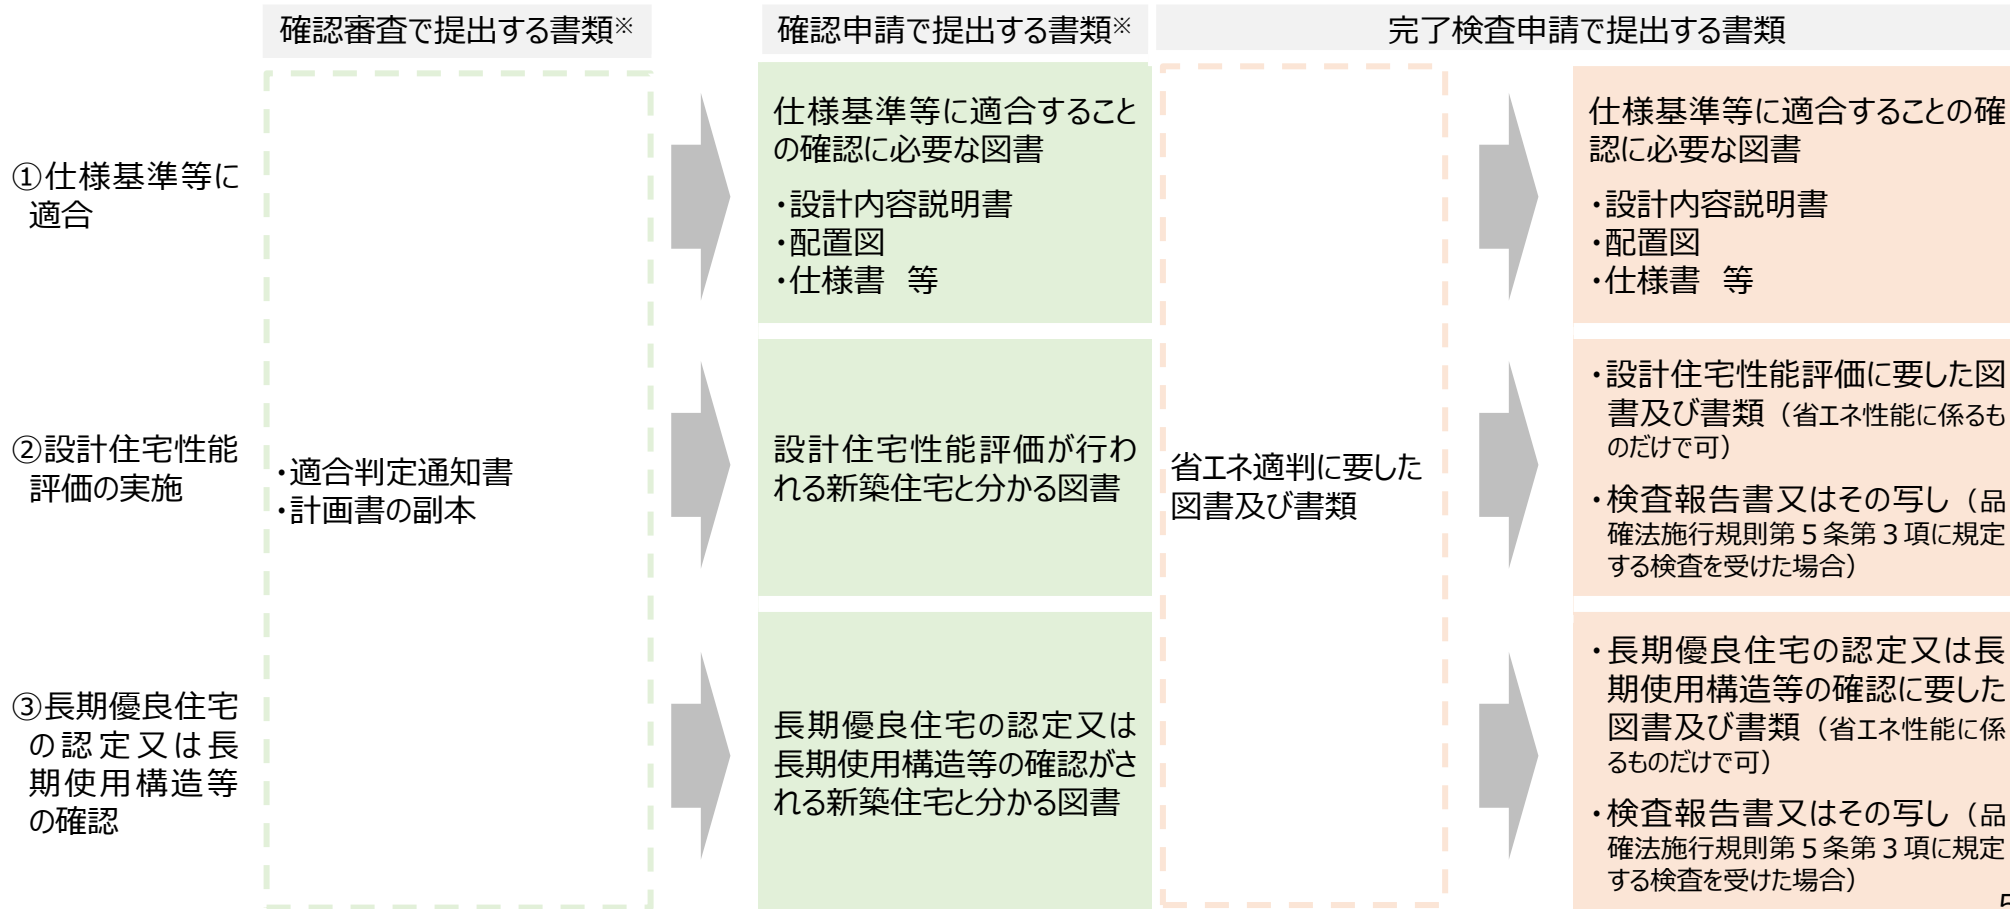 確認審査で提出する書類※
確認申請で提出する書類※
完了検査申請で提出する書類
①仕様基準等に
適合
仕様基準等に適合すること
の確認に必要な図書
・設計内容説明書
・配置図
・仕様書 等
仕様基準等に適合することの確
認に必要な図書
・設計内容説明書
・配置図
・仕様書 等
②設計住宅性能
評価の実施
・適合判定通知書
・計画書の副本
設計住宅性能評価が行わ
れる新築住宅と分かる図書
省エネ適判に要した
図書及び書類
・設計住宅性能評価に要した図
書及び書類（省エネ性能に係るも
のだけで可）
・検査報告書又はその写し（品
確法施行規則第５条第３項に規定
する検査を受けた場合）
③長期優良住宅
の認定又は長
期使用構造等
の確認
長期優良住宅の認定又は
長期使用構造等の確認がさ
れる新築住宅と分かる図書
・長期優良住宅の認定又は長
期使用構造等の確認に要した
図書及び書類（省エネ性能に係
るものだけで可）
・検査報告書又はその写し（品
確法施行規則第５条第３項に規定
する検査を受けた場合）